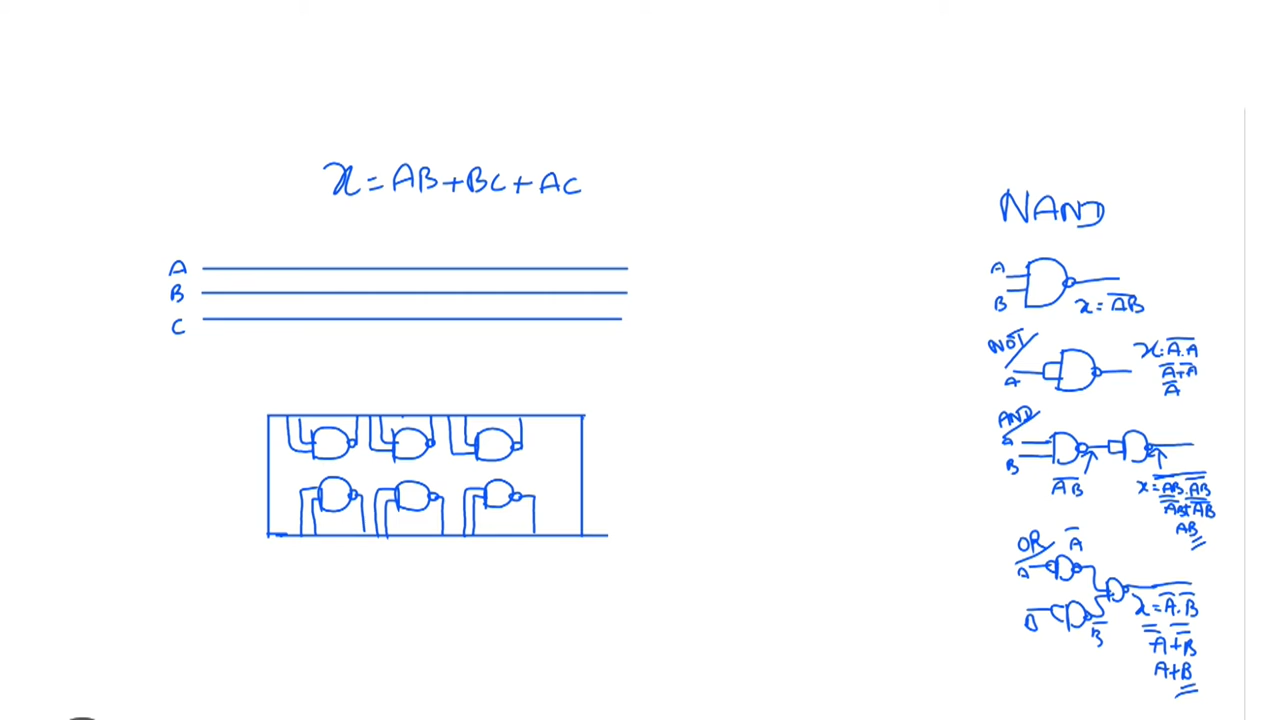 x = AB + BC + AC
A
B
C
NAND
A
B
x = A̅B̅
NOT
A
x = A̅.̅A̅
A̅ + A̅
A̅
AND
A
B
A̅B̅
x = AB . AB
AB + AB
AB
OR
A̅
A
B
B̅
x = A̅ . B̅
A + B
A + B